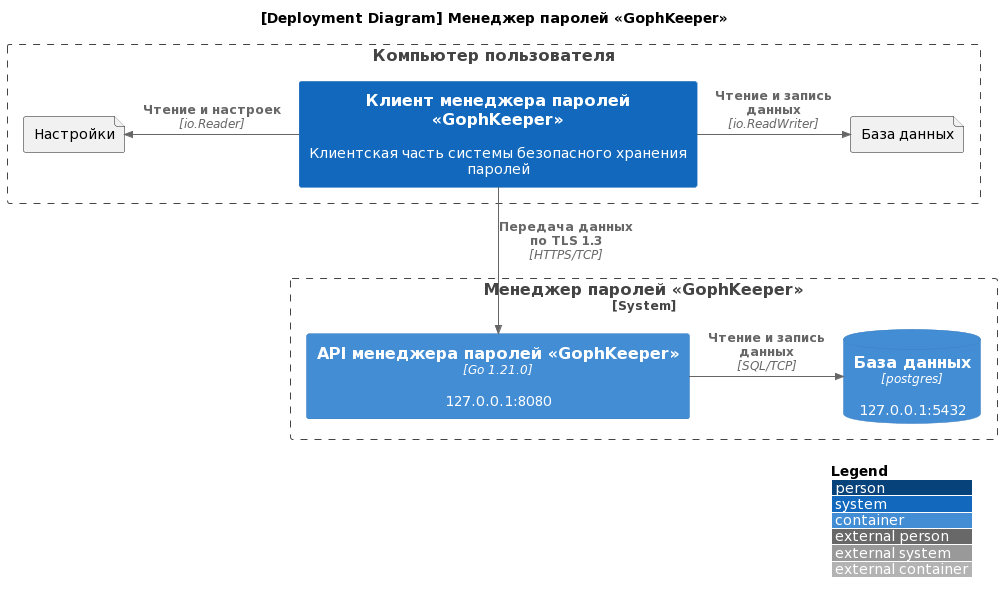 [Deployment Diagram] Менеджер паролей «GophKeeper»
Компьютер пользователя
Клиент менеджера паролей
«GophKeeper»
Клиентская часть системы безопасного хранения
паролей
Чтение и настроек
[io.Reader]
Настройки
Чтение и запись
данных
[io.ReadWriter]
База данных
Передача данных
по TLS 1.3
[HTTPS/TCP]
Менеджер паролей «GophKeeper»
[System]
API менеджера паролей «GophKeeper»
[Go 1.21.0]
127.0.0.1:8080
Чтение и запись
данных
[SQL/TCP]
База данных
[postgres]
127.0.0.1:5432
Legend
person
system
container
external person
external system
external container